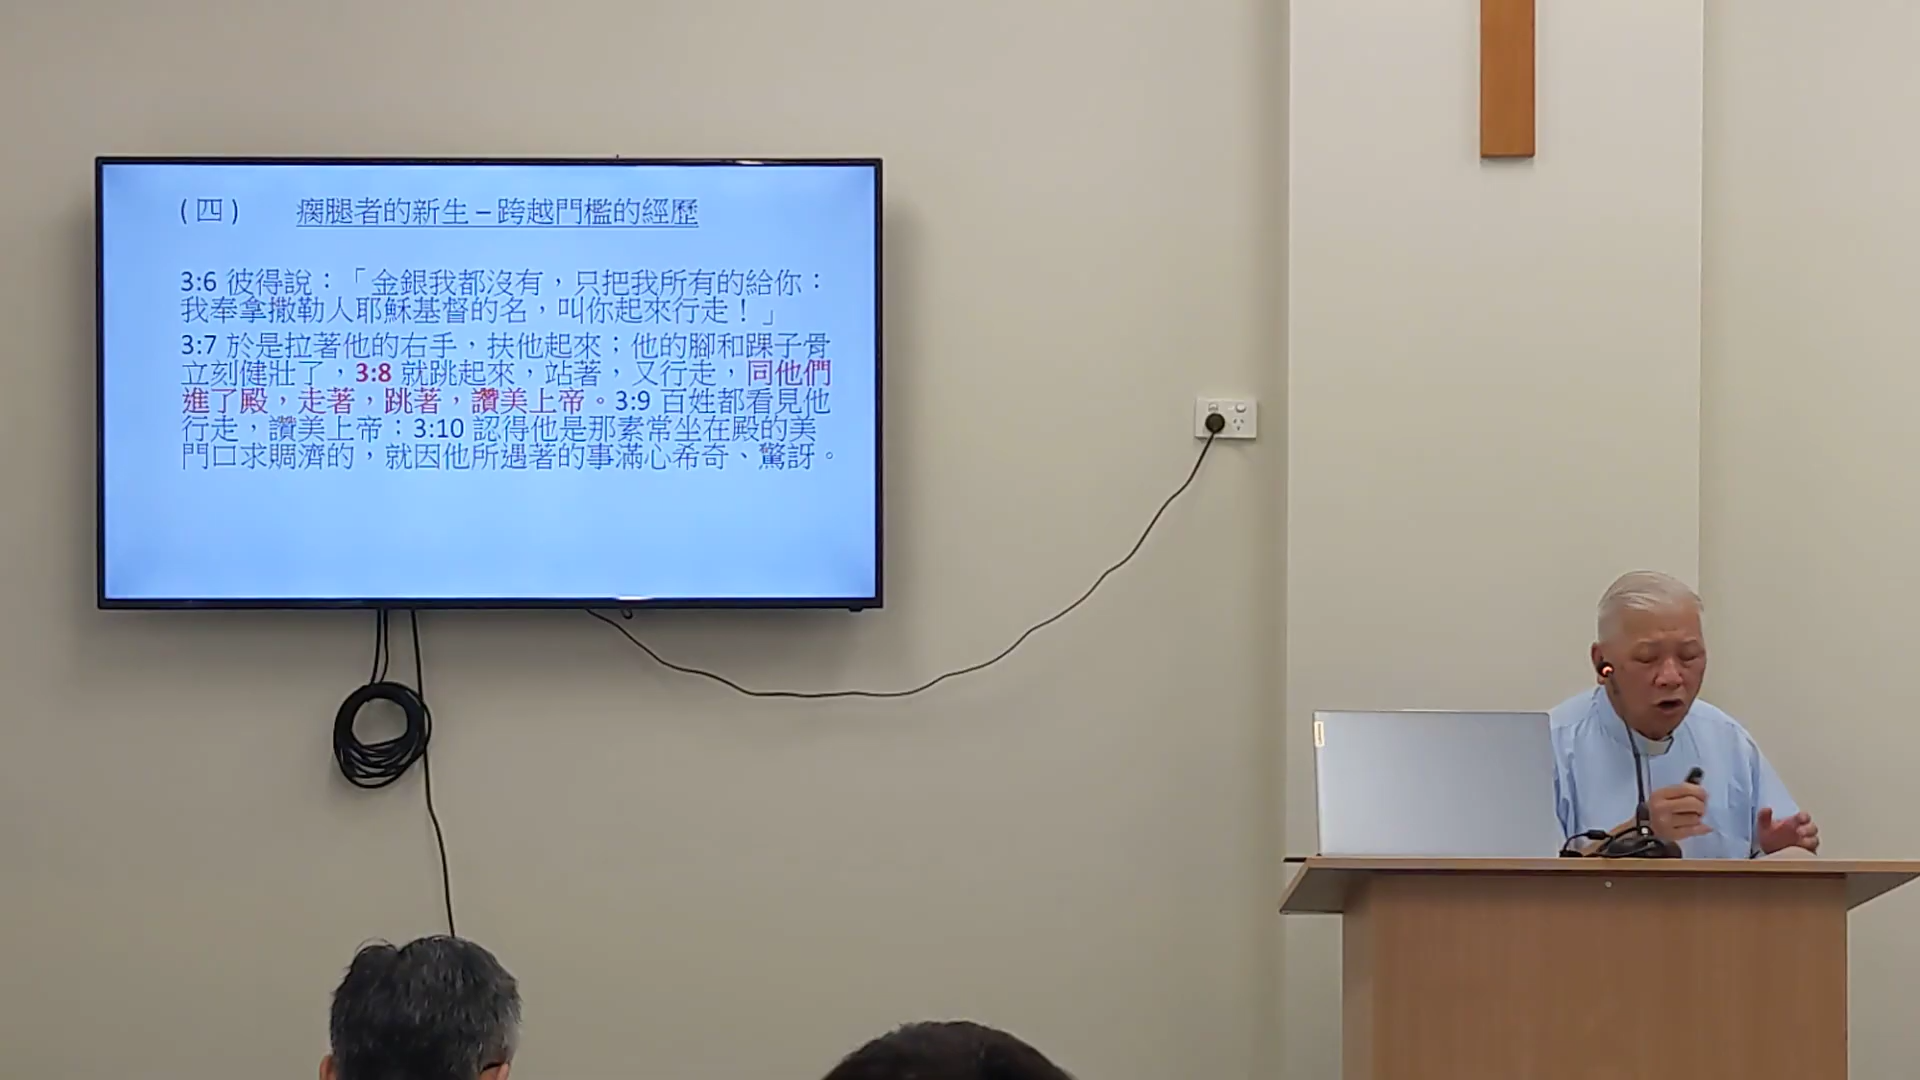 (四) 瘸腿者的新生 – 跨越門檻的經歷
3:6 彼得說：「金銀我都沒有，只把我所有的給你：
我奉拿撒勒人耶穌基督的名，叫你起來行走！」
3:7 於是拉著他的右手，扶他起來；他的腳和踝子骨
立刻健壯了，3:8 就跳起來，站著，又行走，同他們
進了殿，走著，跳著，讚美上帝。3:9 百姓都看見他
行走，讚美上帝；3:10 認得他是那素常坐在殿的美
門口求賙濟的，就因他所遇著的事滿心希奇、驚訝。